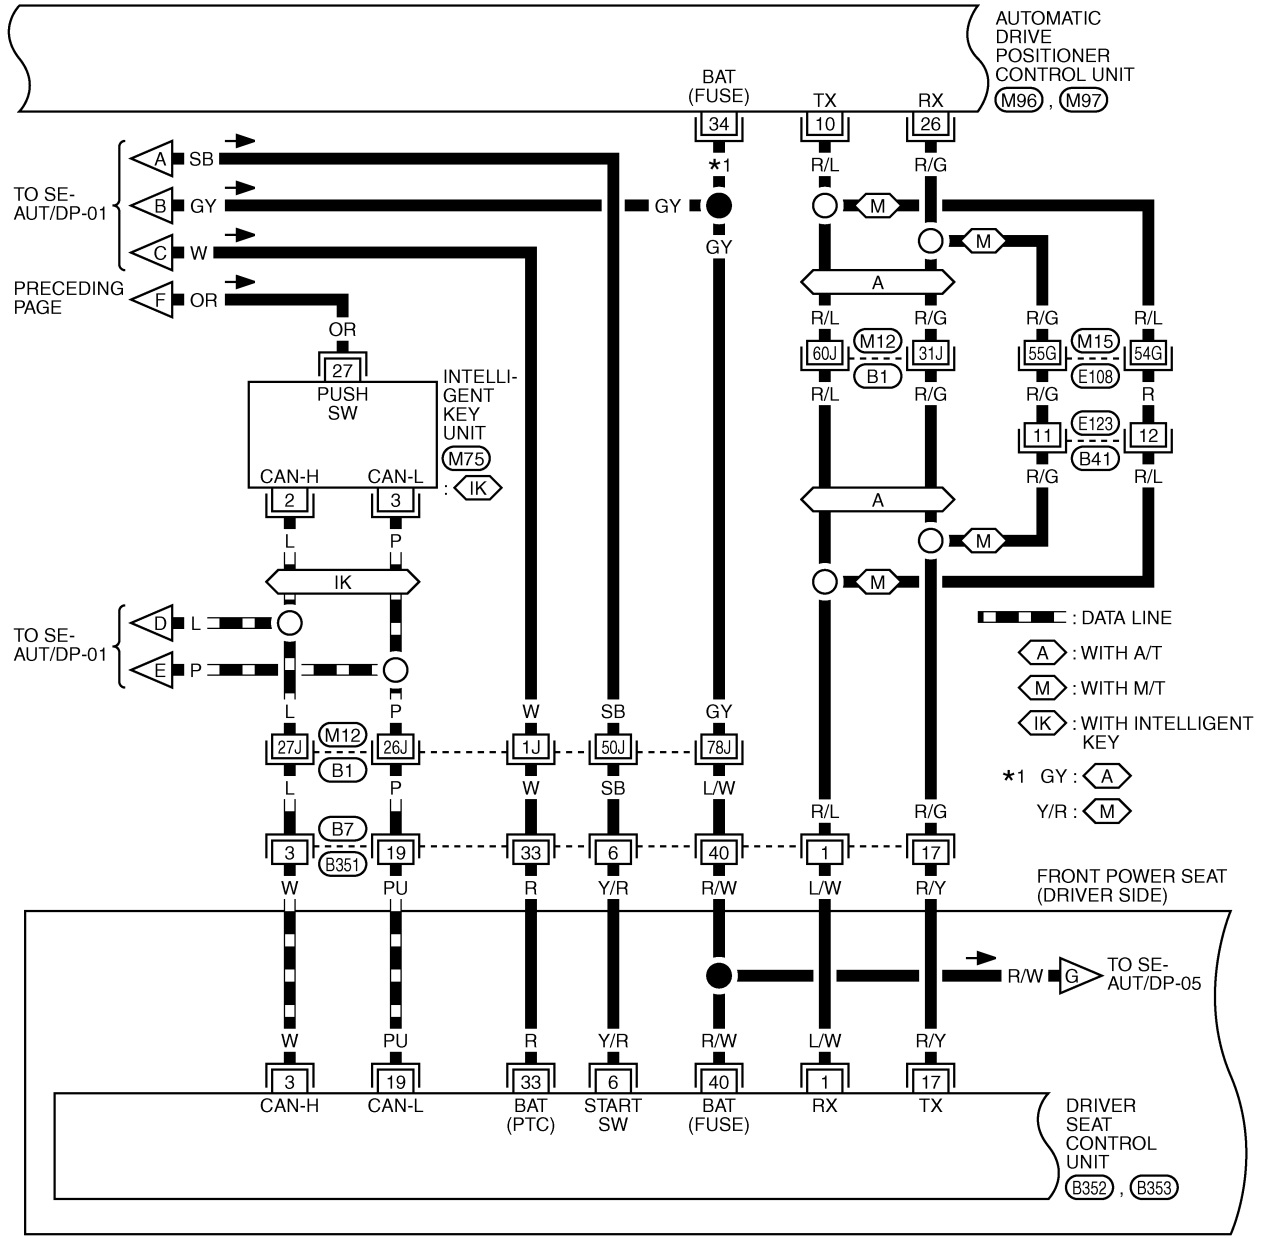 AUTOMATIC
DRIVE
POSITIONER
CONTROL UNIT
M96 , M97
BAT
(FUSE)
TX
RX
34
10
26
*1
R/L
R/G
TO SE-
AUT/DP-01
A SB
B GY
GY
C W
GY
M
M
A
PRECEDING
PAGE
F OR
OR
R/L
R/G
R/G
R/L
27
PUSH
SW
INTELLI-
GENT
KEY
UNIT
M75
: IK
CAN-H
CAN-L
2
3
60J
M12
B1
31J
55G
M15
E108
54G
R/L
R/G
R/G
R
11
E123
B41
12
R/G
R/L
A
L
P
IK
M
M
TO SE-
AUT/DP-01
D L
E P
: DATA LINE
A : WITH A/T
M : WITH M/T
IK : WITH INTELLIGENT
KEY
*1 GY : A
Y/R : M
L
P
W
SB
GY
27J
M12
B1
26J
1J
50J
78J
L
P
W
SB
L/W
R/L
R/G
3
B7
B351
19
33
6
40
1
17
W
PU
R
Y/R
R/W
L/W
R/Y
FRONT POWER SEAT
(DRIVER SIDE)
R/W G
TO SE-
AUT/DP-05
W
PU
R
Y/R
R/W
L/W
R/Y
3
19
33
6
40
1
17
CAN-H
CAN-L
BAT
(PTC)
START
SW
BAT
(FUSE)
RX
TX
DRIVER
SEAT
CONTROL
UNIT
B352 , B353